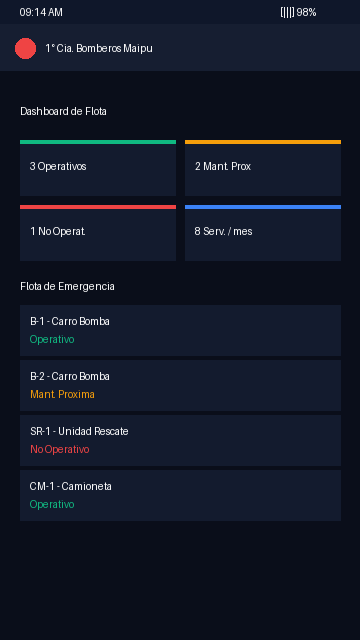 09:14 AM [|||] 98%
1° Cia. Bomberos Maipu
Dashboard de Flota
3 Operativos
2 Mant. Prox
1 No Operat.
8 Serv. / mes
Flota de Emergencia
B-1 - Carro Bomba
Operativo
B-2 - Carro Bomba
Mant. Proxima
SR-1 - Unidad Rescate
No Operativo
CM-1 - Camioneta
Operativo